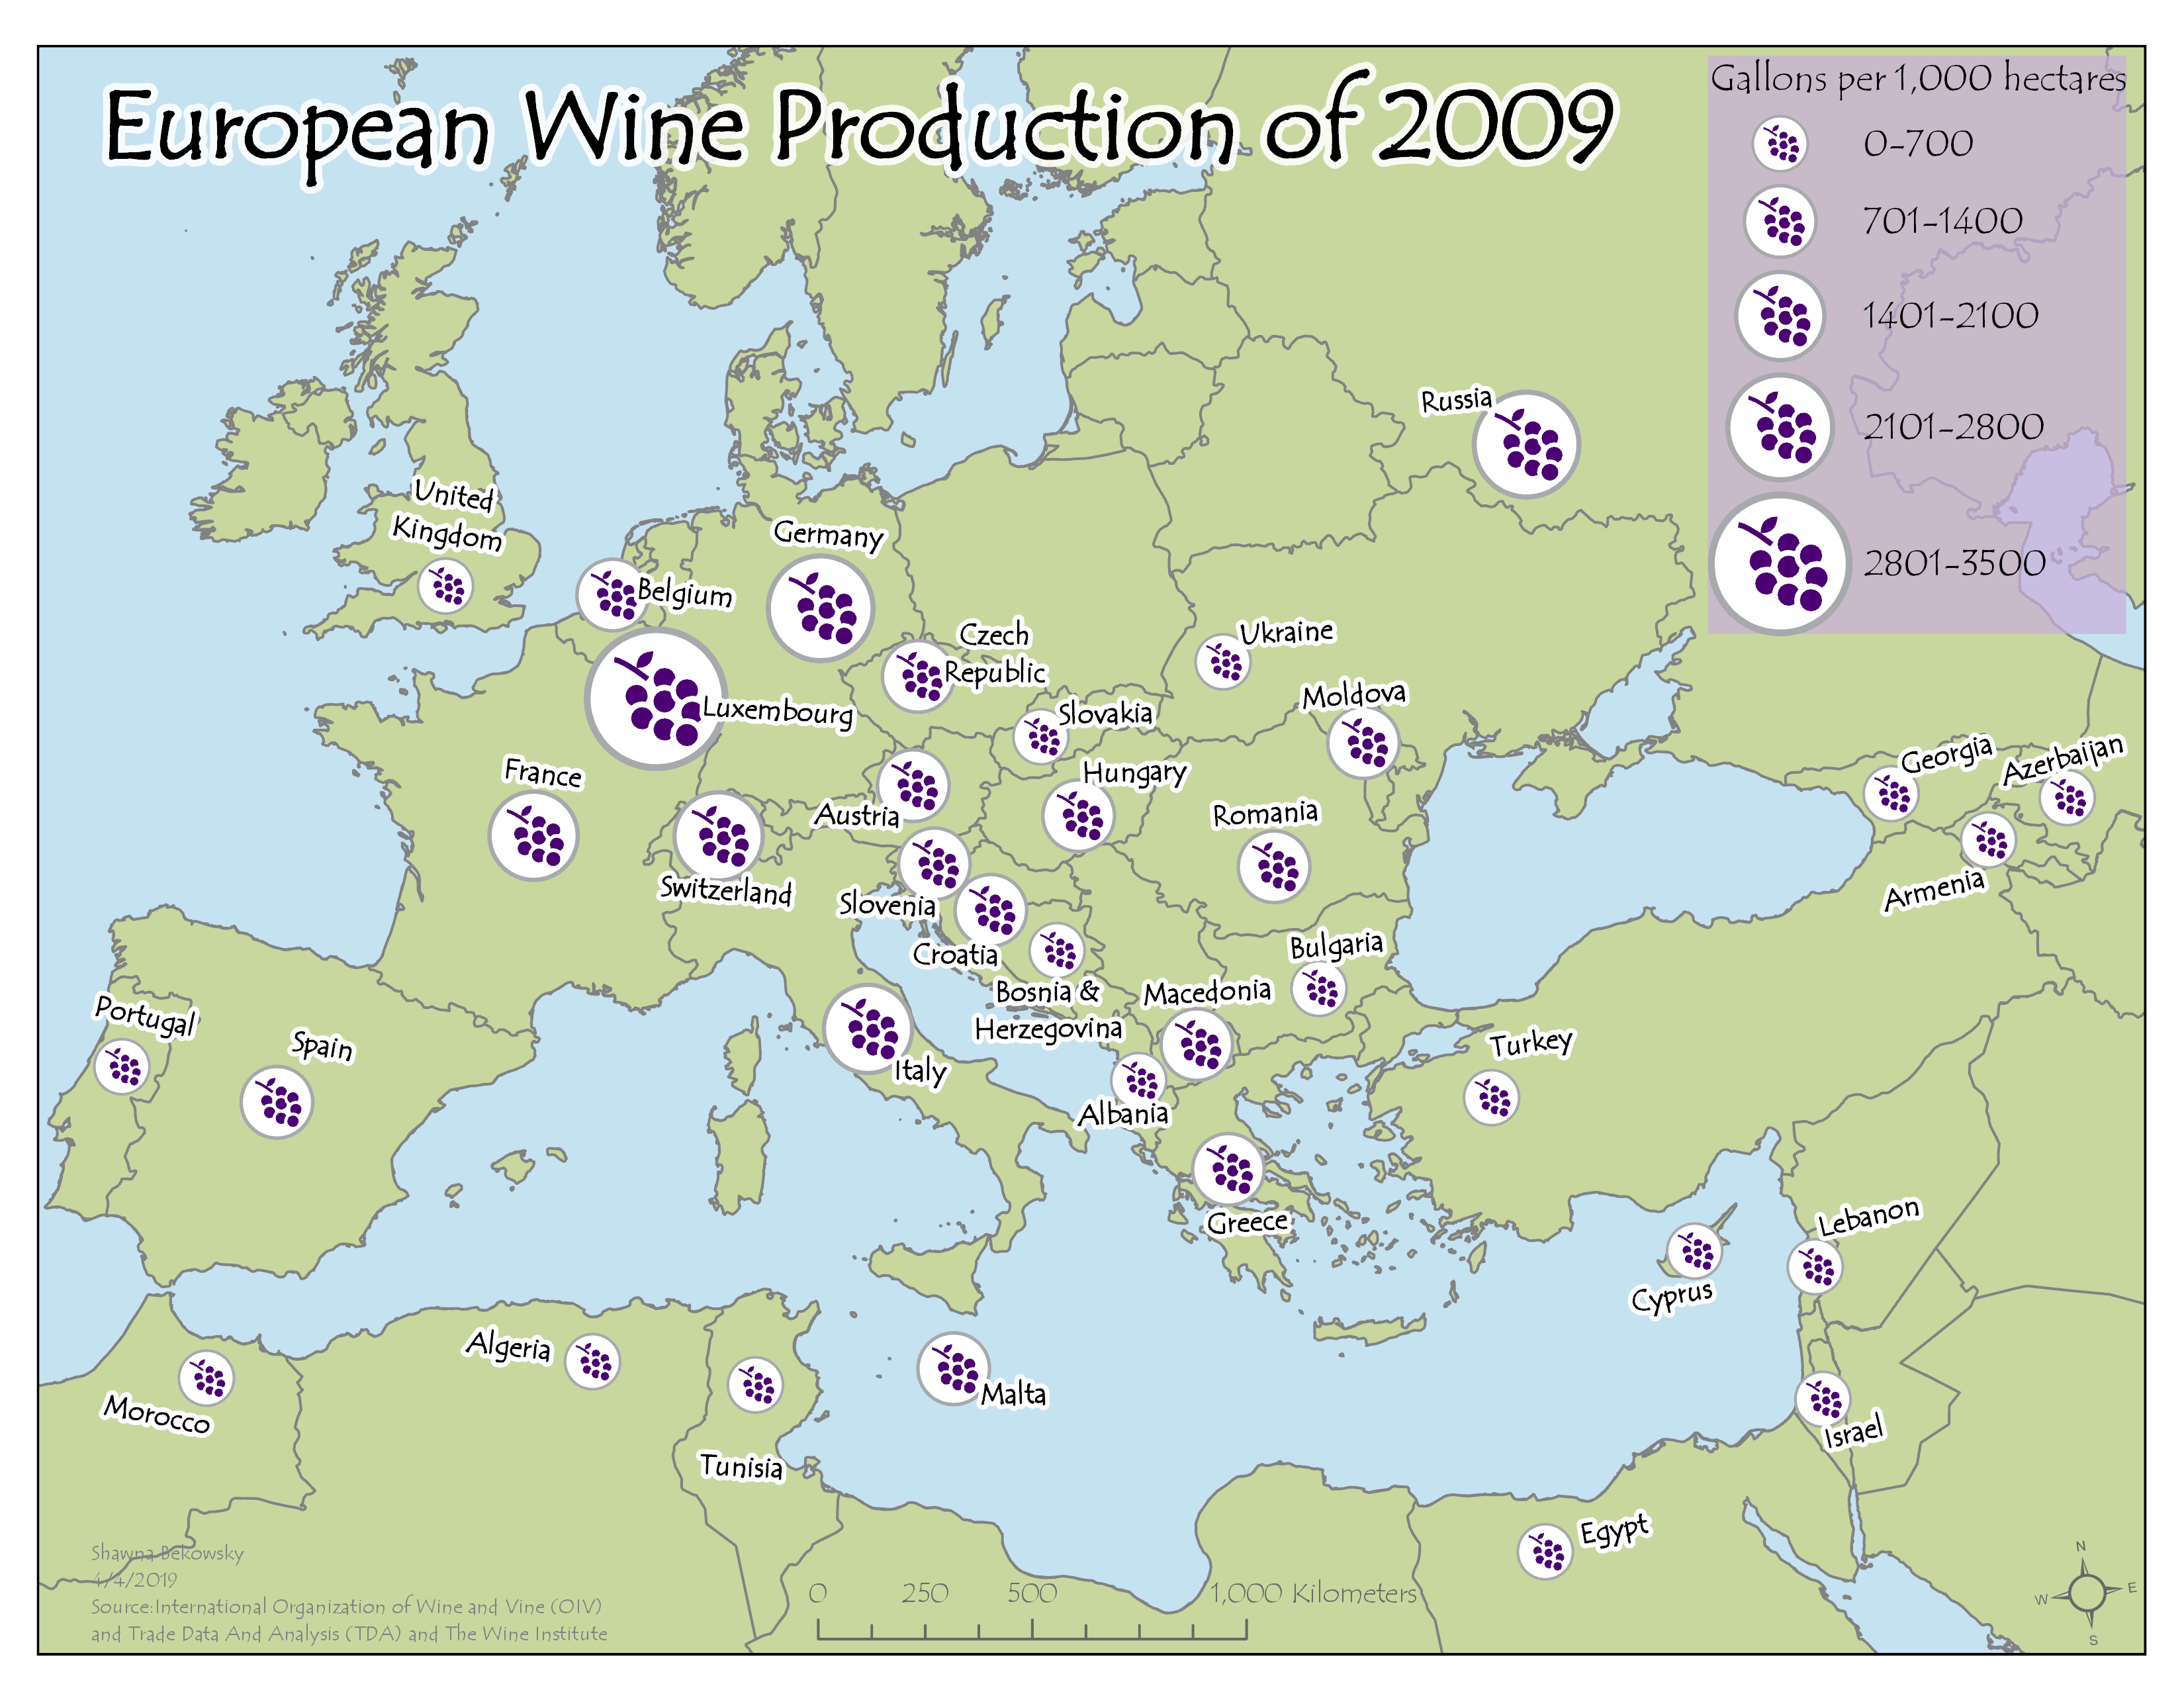 European Wine Production of 2009
Gallons per 1,000 hectares
0-700
701-1400
1401-2100
2101-2800
2801-3500
Russia
United
Kingdom
Germany
Belgium
Czech
Republic
Ukraine
Luxembourg
Slovakia
Moldova
France
Hungary
Georgia
Azerbaijan
Austria
Romania
Switzerland
Slovenia
Armenia
Croatia
Bulgaria
Bosnia &
Herzegovina
Macedonia
Portugal
Spain
Italy
Turkey
Albania
Greece
Lebanon
Cyprus
Algeria
Malta
Morocco
Tunisia
Israel
Egypt
Shawna Bekowsky
4/4/2019
Source:International Organization of Wine and Vine (OIV)
and Trade Data And Analysis (TDA) and The Wine Institute
0 250 500 1,000 Kilometers
N
W E
S